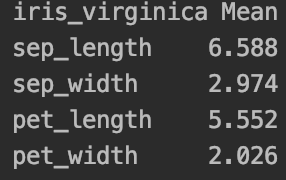 iris_virginica Mean
sep_length    6.588
sep_width     2.974
pet_length    5.552
pet_width     2.026